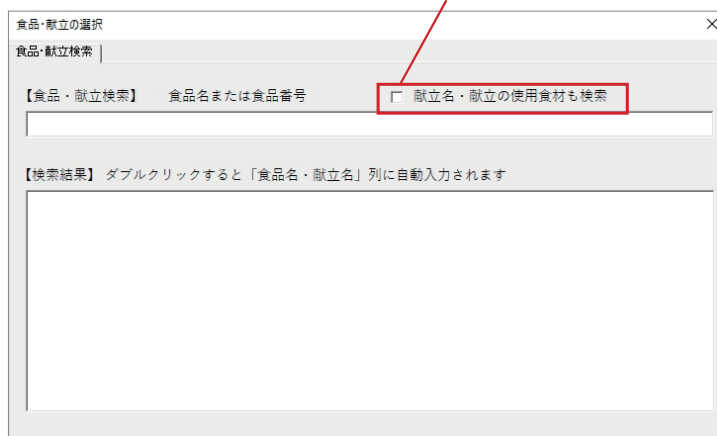 食品・献立の選択
食品・献立検索
【食品・献立検索】 食品名または食品番号 献立名・献立の使用食材も検索
【検索結果】 ダブルクリックすると「食品名・献立名」列に自動入力されます